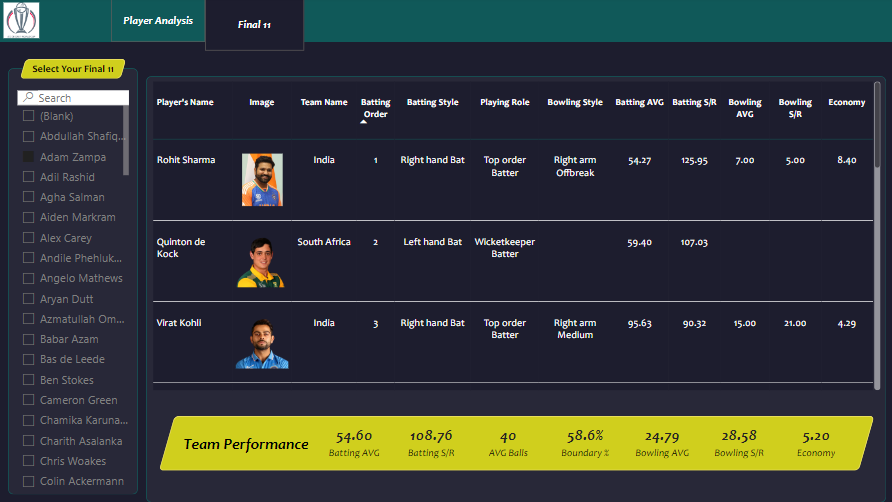 Player Analysis
Final 11
Select Your Final 11
Search
(Blank)
Abdullah Shafiq...
Adam Zampa
Adil Rashid
Agha Salman
Aiden Markram
Alex Carey
Andile Phehluk...
Angelo Mathews
Aryan Dutt
Azmatullah Om...
Babar Azam
Bas de Leede
Ben Stokes
Cameron Green
Chamika Karuna...
Charith Asalanka
Chris Woakes
Colin Ackermann
Player's Name Image Team Name Batting Order Batting Style Playing Role Bowling Style Batting AVG Batting S/R Bowling AVG Bowling S/R Economy
Rohit Sharma India 1 Right hand Bat Top order Batter Right arm Offbreak 54.27 125.95 7.00 5.00 8.40
Quinton de Kock South Africa 2 Left hand Bat Wicketkeeper Batter 59.40 107.03
Virat Kohli India 3 Right hand Bat Top order Batter Right arm Medium 95.63 90.32 15.00 21.00 4.29
Team Performance
54.60 108.76 40 58.6% 24.79 28.58 5.20
Batting AVG Batting S/R AVG Balls Boundary % Bowling AVG Bowling S/R Economy